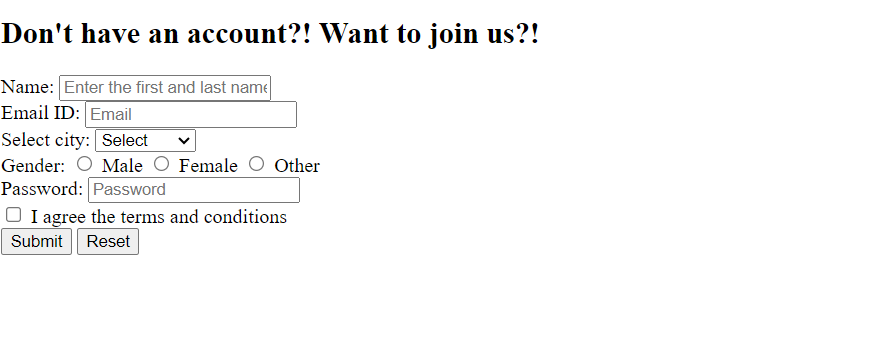 Don't have an account?! Want to join us?!
Name: Enter the first and last name
Email ID: Email
Select city: Select
Gender: Male Female Other
Password: Password
I agree the terms and conditions
Submit Reset